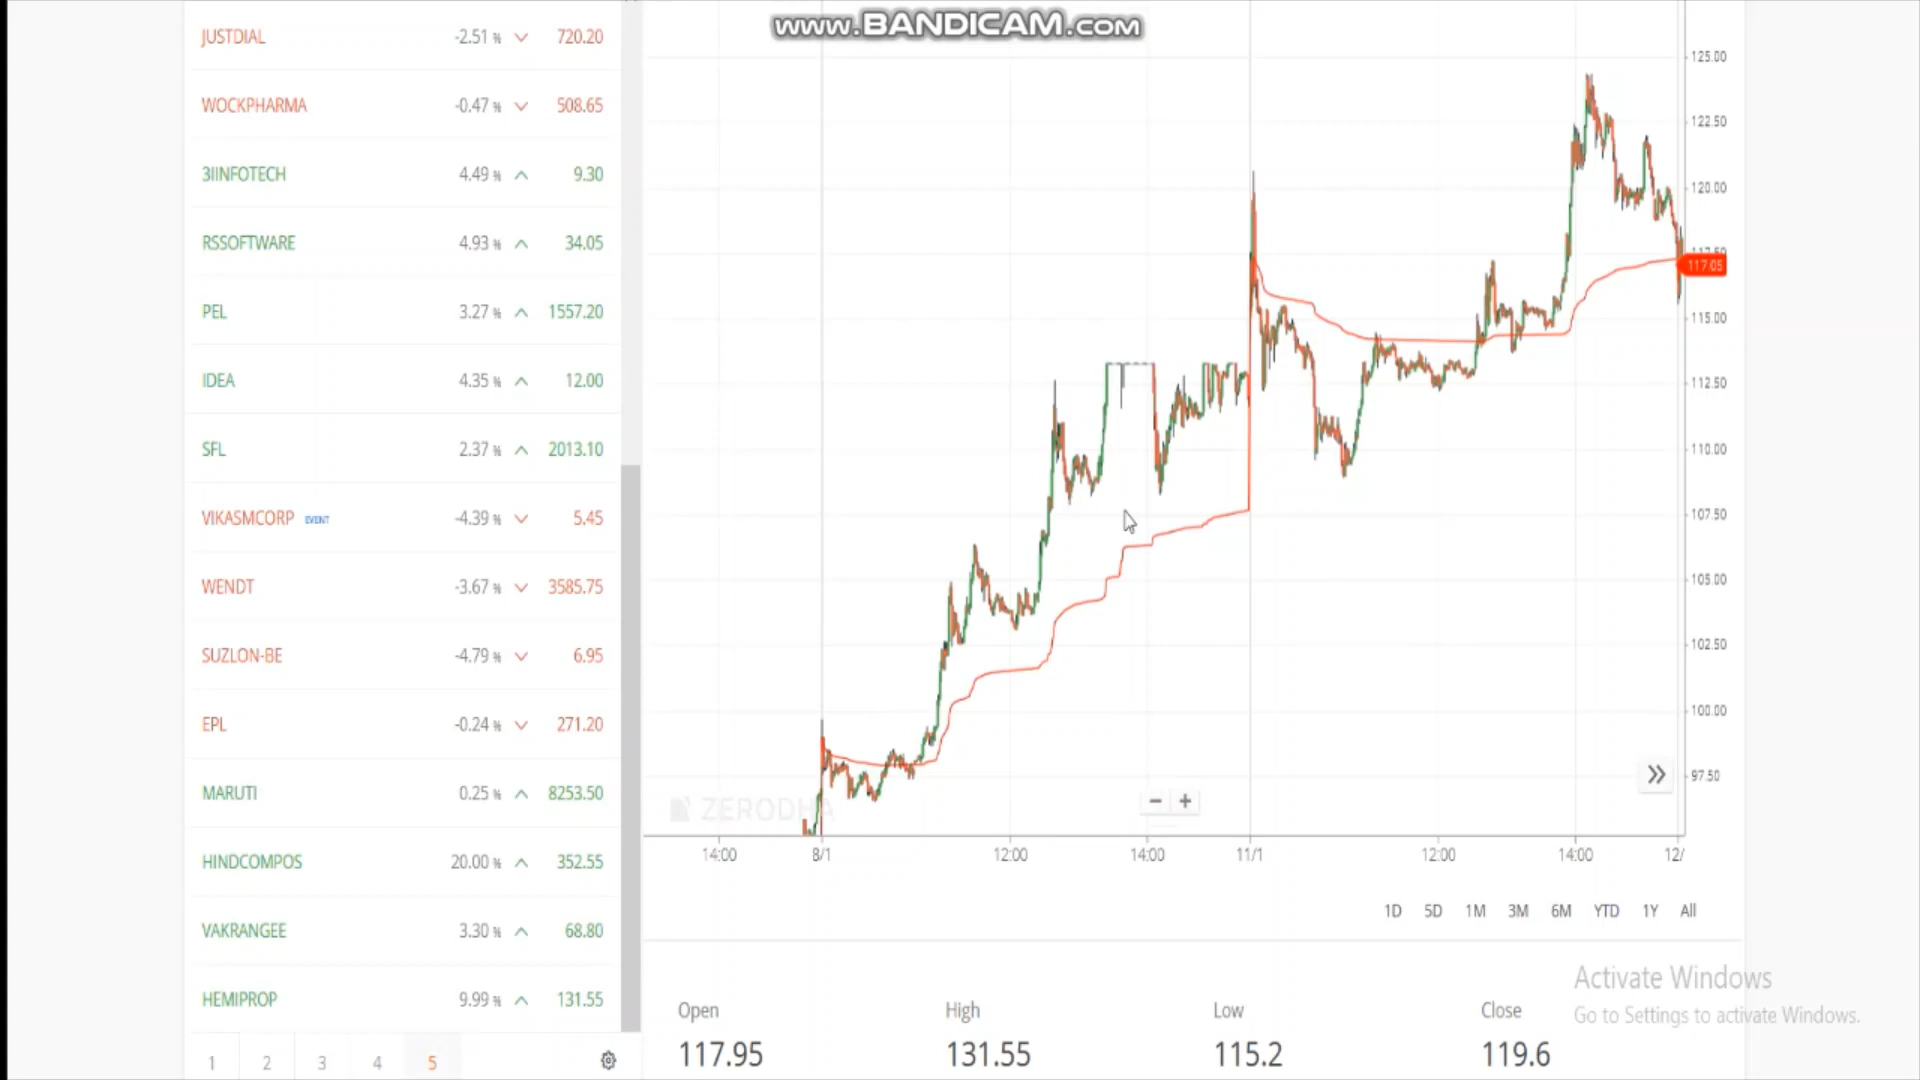 www.BANDICAM.com
JUSTDIAL -2.51 % 720.20
WOCKPHARMA -0.47 % 508.65
3IINFOTECH 4.49 % 9.30
RSSOFTWARE 4.93 % 34.05
PEL 3.27 % 1557.20
IDEA 4.35 % 12.00
SFL 2.37 % 2013.10
VIKASMCORP EVENT -4.39 % 5.45
WENDT -3.67 % 3585.75
SUZLON-BE -4.79 % 6.95
EPL -0.24 % 271.20
MARUTI 0.25 % 8253.50
HINDCOMPOS 20.00 % 352.55
VAKRANGEE 3.30 % 68.80
HEMIPROP 9.99 % 131.55
1 2 3 4 5
125.00
122.50
120.00
117.50
117.05
115.00
112.50
110.00
107.50
105.00
102.50
100.00
97.50
ZERODHA
14:00 8/1 12:00 14:00 11/1 12:00 14:00 12/
1D 5D 1M 3M 6M YTD 1Y All
Open High Low Close
117.95 131.55 115.2 119.6
Activate Windows
Go to Settings to activate Windows.